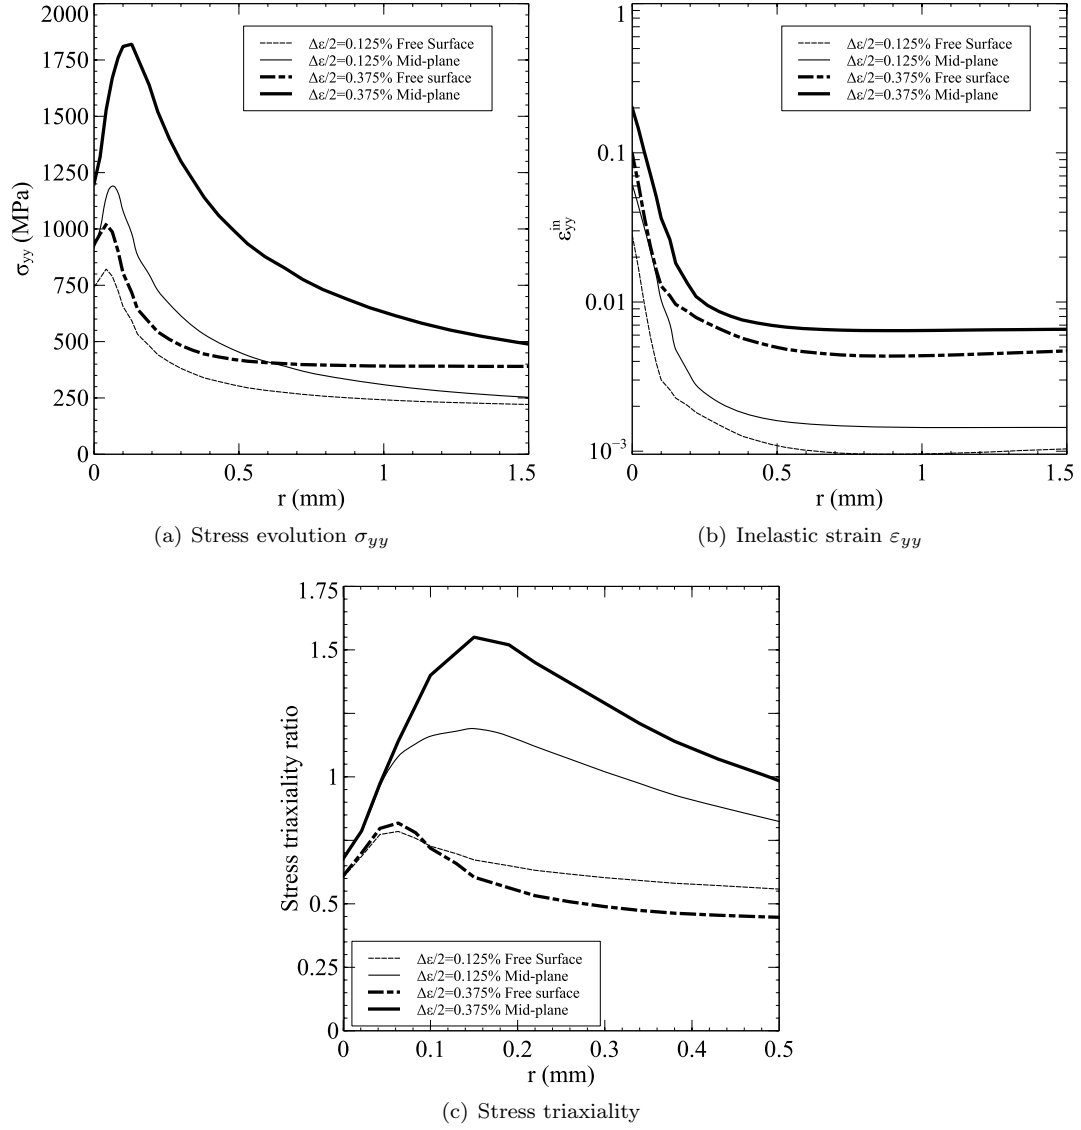 2000
1750
1500
1250
1000
750
500
250
0
σyy (MPa)
Δε/2=0.125% Free Surface
Δε/2=0.125% Mid-plane
Δε/2=0.375% Free surface
Δε/2=0.375% Mid-plane
0 0.5 1 1.5
r (mm)
(a) Stress evolution σyy
1
0.1
0.01
10⁻³
εⁱⁿyy
Δε/2=0.125% Free Surface
Δε/2=0.125% Mid-plane
Δε/2=0.375% Free surface
Δε/2=0.375% Mid-plane
0 0.5 1 1.5
r (mm)
(b) Inelastic strain εyy
1.75
1.5
1
0.5
0.25
0
Stress triaxiality ratio
Δε/2=0.125% Free Surface
Δε/2=0.125% Mid-plane
Δε/2=0.375% Free surface
Δε/2=0.375% Mid-plane
0 0.1 0.2 0.3 0.4 0.5
r (mm)
(c) Stress triaxiality